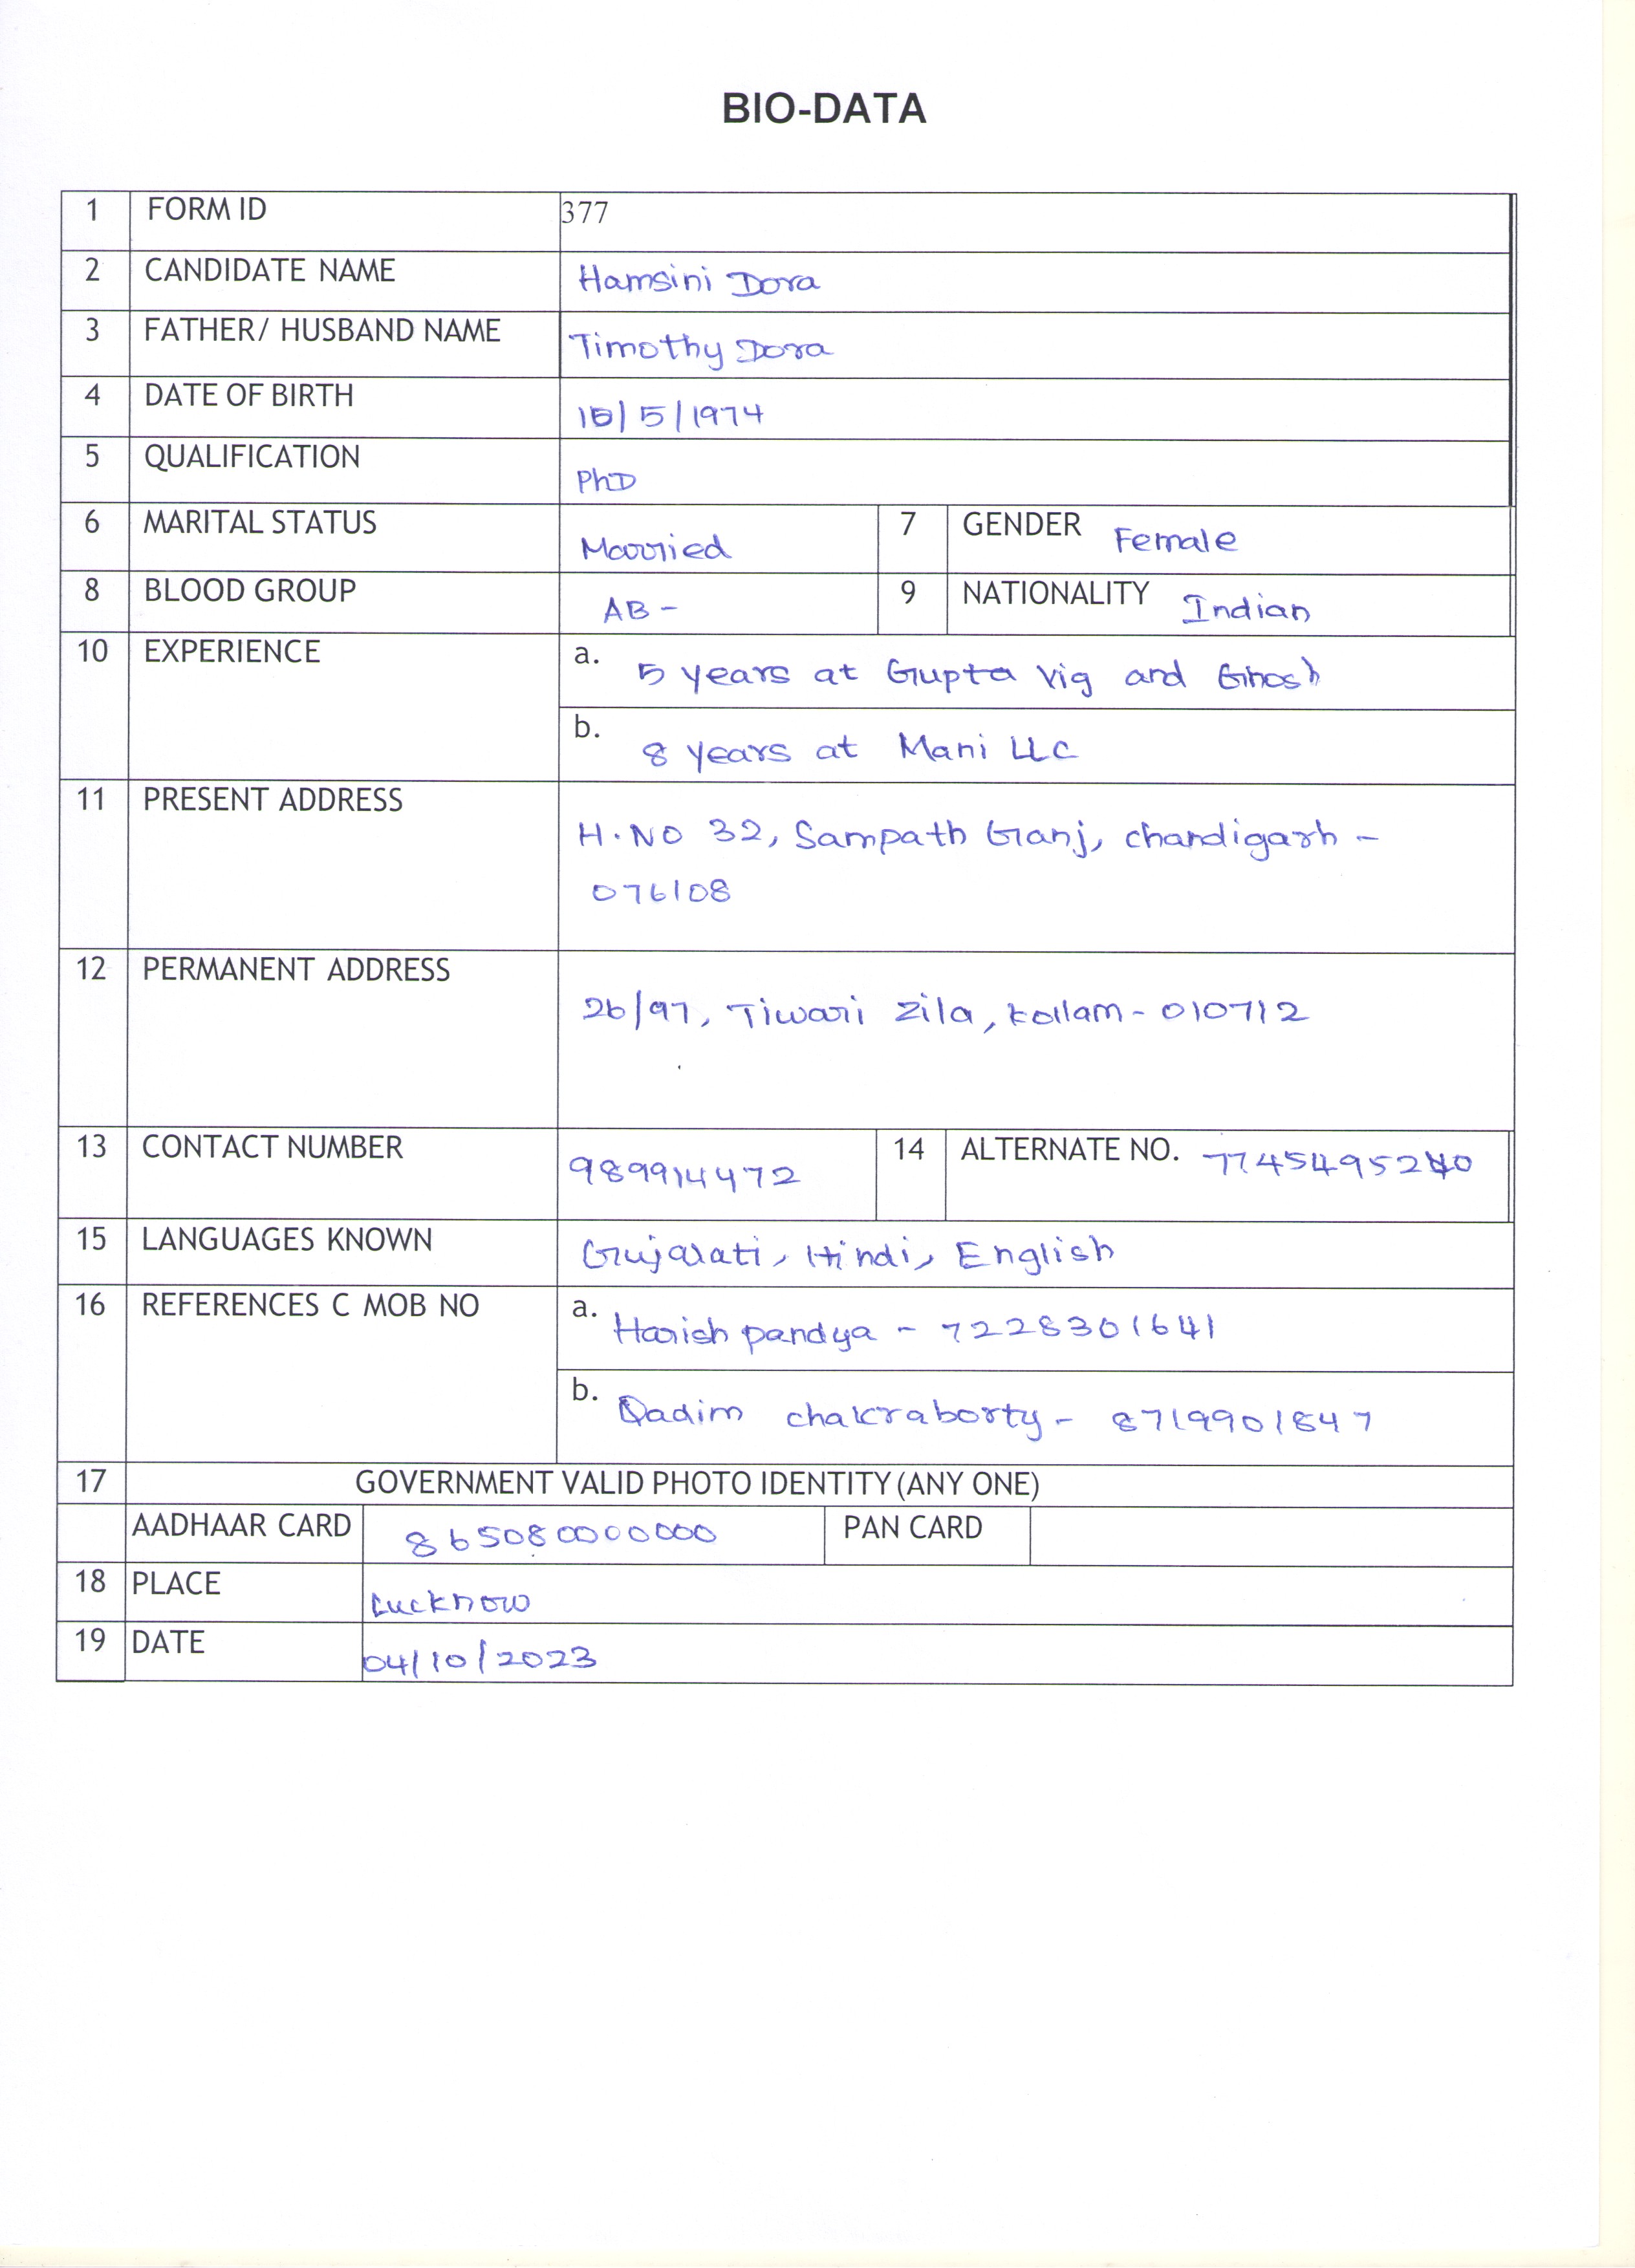 BIO-DATA
1 FORM ID 377
2 CANDIDATE NAME Hamsini Dora
3 FATHER/ HUSBAND NAME Timothy Dora
4 DATE OF BIRTH /5/1974
5 QUALIFICATION PhD
6 MARITAL STATUS Married 7 GENDER Female
8 BLOOD GROUP AB - 9 NATIONALITY Indian
10 EXPERIENCE a. 5 years at Gupta Vig and Ghosh
b. 8 years at Mani LLC
11 PRESENT ADDRESS H.NO 32, Sampath Ganj, chandigarh -
076108
12 PERMANENT ADDRESS 26/97, Tiwari Zila, Kollam - 010712
13 CONTACT NUMBER 989914472 14 ALTERNATE NO.
15 LANGUAGES KNOWN Gujarati, Hindi, English
16 REFERENCES C MOB NO a. Harish pandya - 7228301641
b. Qadim chakraborty - 8719901847
17 GOVERNMENT VALID PHOTO IDENTITY (ANY ONE)
AADHAAR CARD 865080000000 PAN CARD
18 PLACE Lucknow
19 DATE 04/10/2023